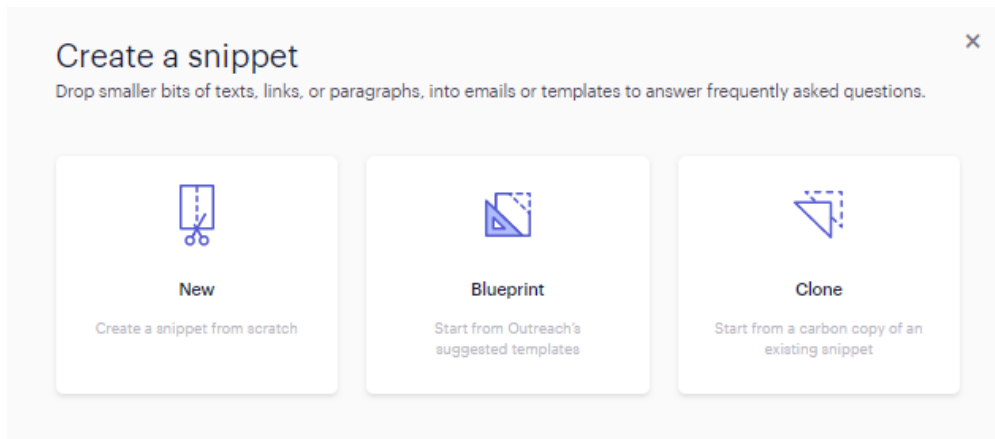 Create a snippet
Drop smaller bits of texts, links, or paragraphs, into emails or templates to answer frequently asked questions.
New
Create a snippet from scratch
Blueprint
Start from Outreach's
suggested templates
Clone
Start from a carbon copy of an
existing snippet